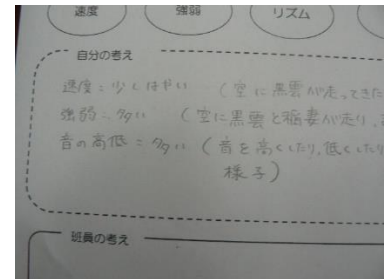 速度
強弱
リズム
自分の考え
速度：少しはやい （空に黒雲が走ってきた
強弱：多い （空に黒雲と稲妻が走り、
音の高低：多い（音を高くしたり、低くしたり
様子）
班員の考え